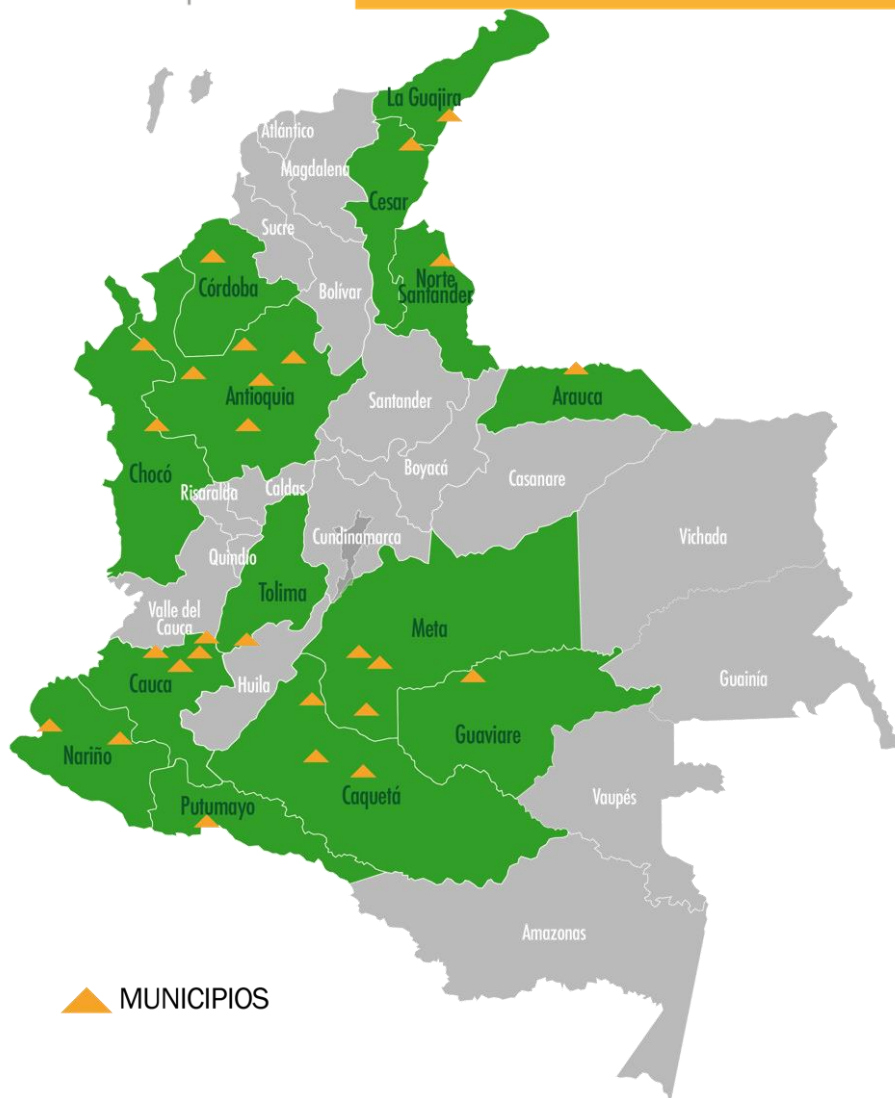 La Guajira
Atlántico
Magdalena
Cesar
Sucre
Córdoba
Bolívar
Norte
Santander
Antioquia
Santander
Arauca
Chocó
Boyacá
Casanare
Risaralda
Caldas
Cundinamarca
Vichada
Quindío
Tolima
Valle del
Cauca
Meta
Cauca
Huila
Guainía
Guaviare
Nariño
Caquetá
Putumayo
Vaupés
Amazonas
MUNICIPIOS